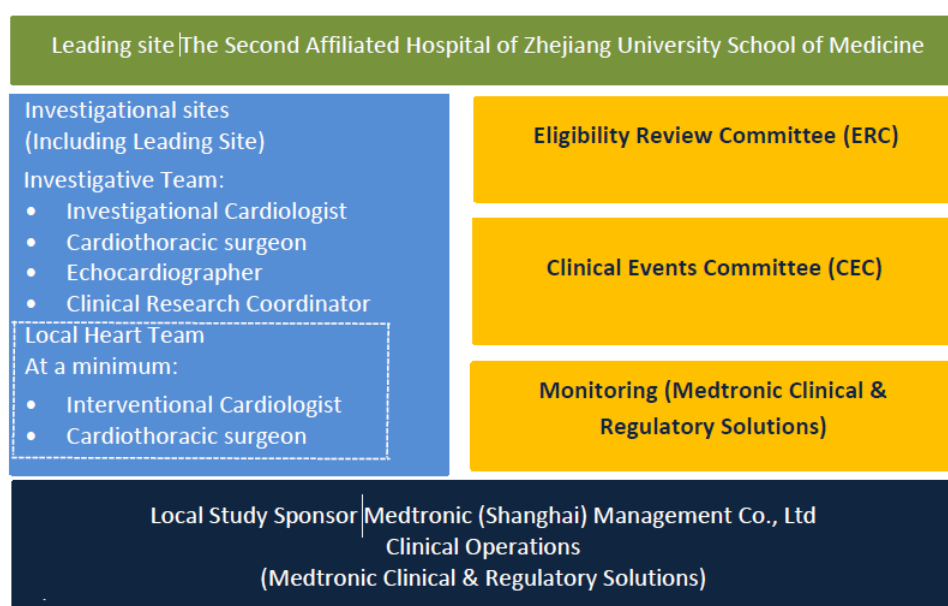 Leading site The Second Affiliated Hospital of Zhejiang University School of Medicine
Investigational sites
(Including Leading Site)
Investigative Team:
• Investigational Cardiologist
• Cardiothoracic surgeon
• Echocardiographer
• Clinical Research Coordinator
Local Heart Team
At a minimum:
• Interventional Cardiologist
• Cardiothoracic surgeon
Eligibility Review Committee (ERC)
Clinical Events Committee (CEC)
Monitoring (Medtronic Clinical &
Regulatory Solutions)
Local Study Sponsor Medtronic (Shanghai) Management Co., Ltd
Clinical Operations
(Medtronic Clinical & Regulatory Solutions)